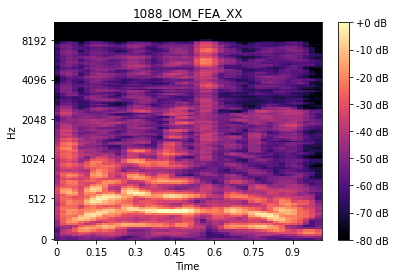 1088_IOM_FEA_XX
+0 dB
8192
-10 dB
4096
-20 dB
-30 dB
2048
Hz
-40 dB
1024
-50 dB
512
-60 dB
-70 dB
0
-80 dB
0 0.15 0.3 0.45 0.6 0.75 0.9
Time